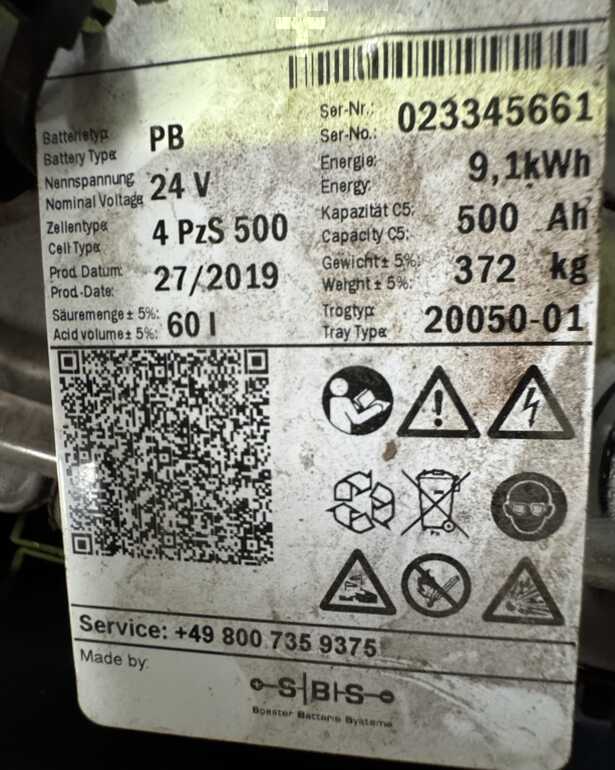 Ser-Nr.: 023345661
Ser-No.:
Batterietyp: PB
Battery Type:
Energie: 9,1kWh
Energy:
Nennspannung 24 V
Nominal Voltage
Kapazität C5: 500 Ah
Capacity C5:
Zellentype: 4 PzS 500
Cell Type:
Gewicht ± 5%: 372 kg
Weight ± 5%:
Prod. Datum: 27/2019
Prod.-Date:
Trogtyp: 20050-01
Tray Type:
Säuremenge ± 5%: 60 l
Acid volume ± 5%:
Service: +49 800 735 9375
Made by:
SBS
Batterie Systeme